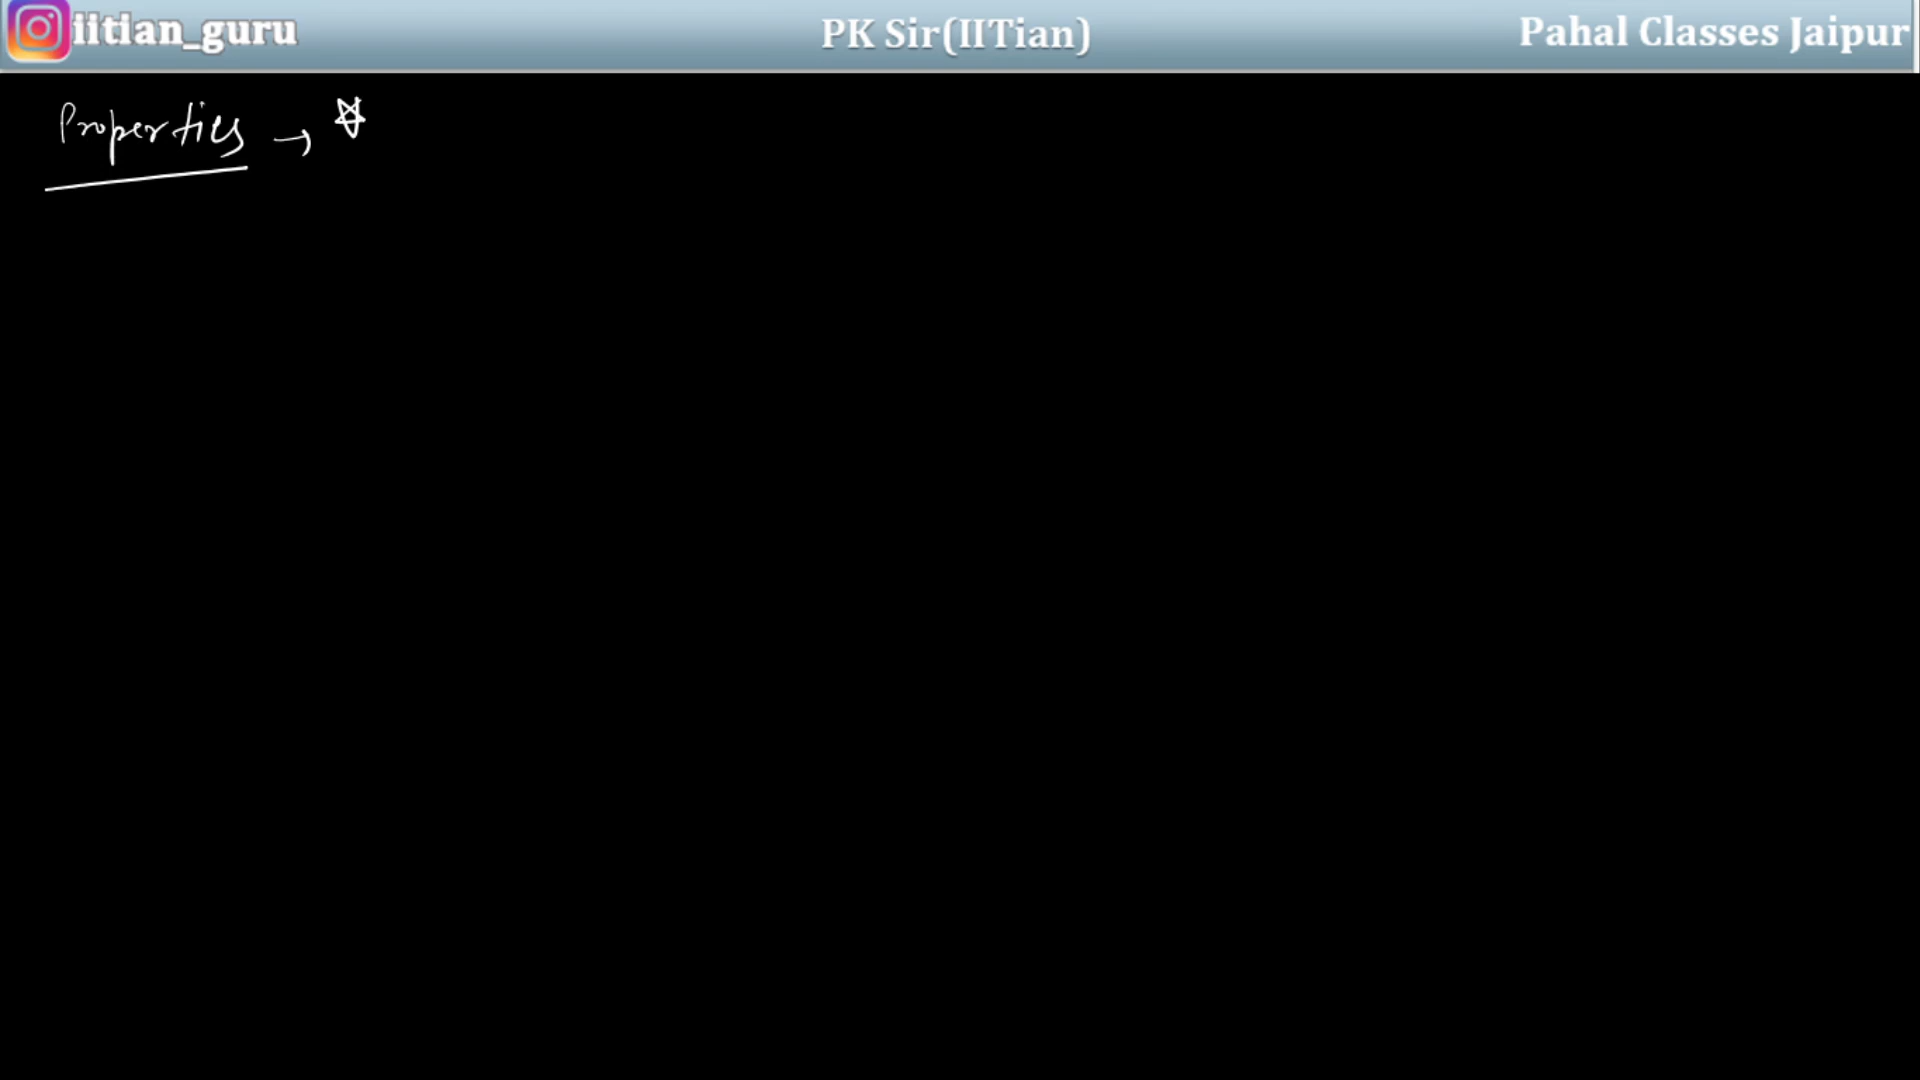 iitian_guru
PK Sir(IITian)
Pahal Classes Jaipur
Properties → ☆